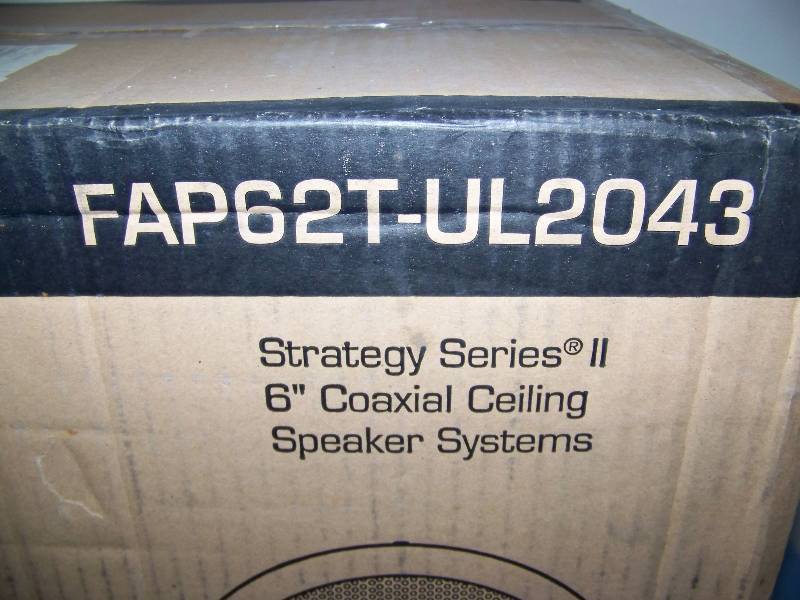 FAP62T-UL2043
Strategy Series® II
6" Coaxial Ceiling
Speaker Systems